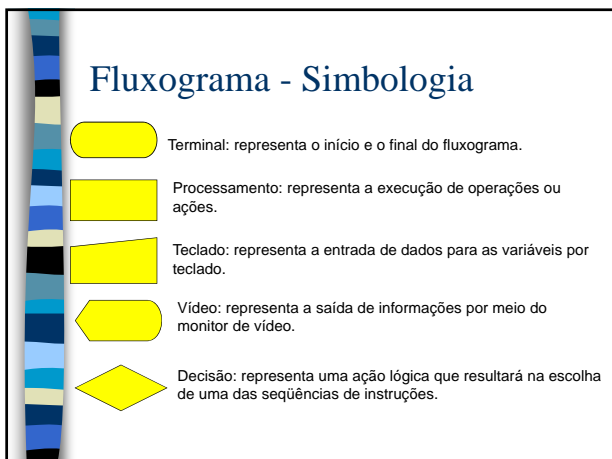 Fluxograma - Simbologia
Terminal: representa o início e o final do fluxograma.
Processamento: representa a execução de operações ou
ações.
Teclado: representa a entrada de dados para as variáveis por
teclado.
Vídeo: representa a saída de informações por meio do
monitor de vídeo.
Decisão: representa uma ação lógica que resultará na escolha
de uma das seqüências de instruções.